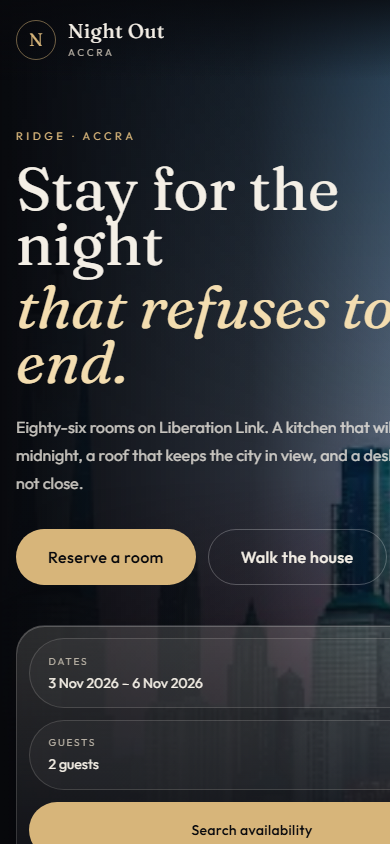 N
Night Out
ACCRA
RIDGE · ACCRA
Stay for the
night
that refuses to
end.
Eighty-six rooms on Liberation Link. A kitchen that
midnight, a roof that keeps the city in view, and a
not close.
Reserve a room
Walk the house
DATES
3 Nov 2026 – 6 Nov 2026
GUESTS
2 guests
Search availability